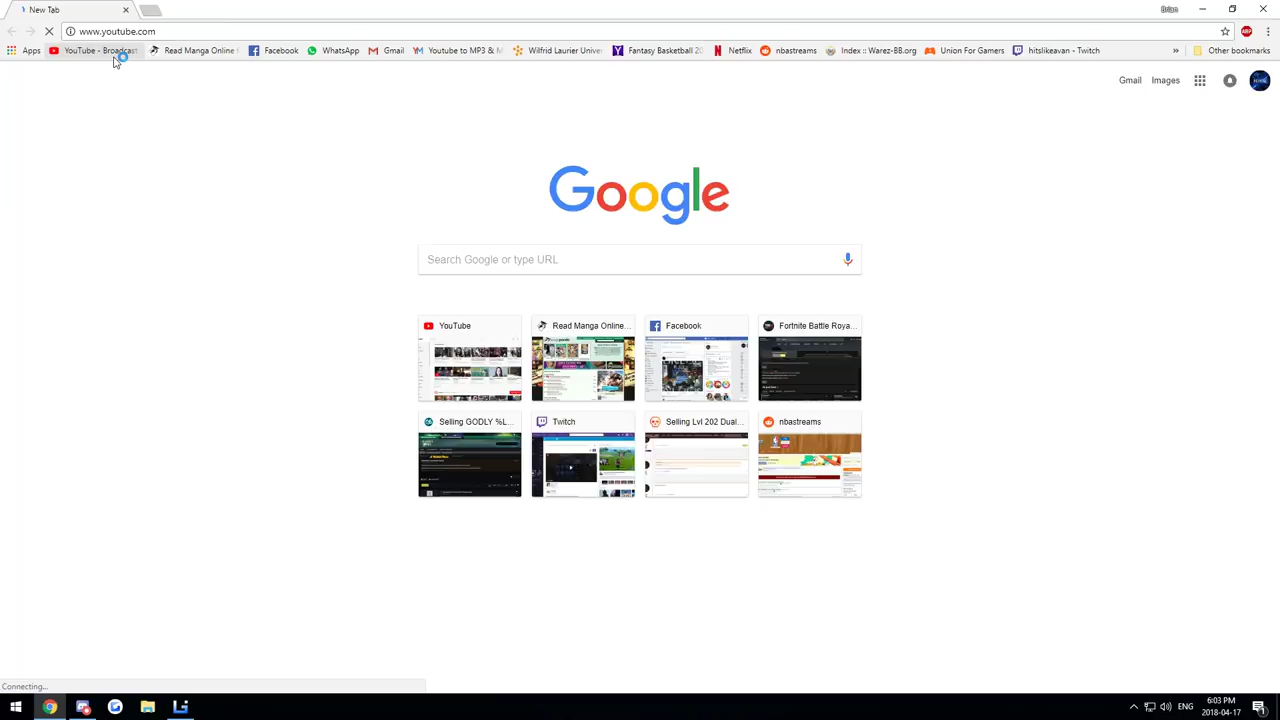 New Tab
Brian
www.youtube.com
Apps YouTube - Broadcast Read Manga Online f Facebook WhatsApp Gmail Youtube to MP3 & M Wilfrid Laurier Unive Fantasy Basketball 20 Netflix nbastreams Index :: Warez-BB.org Union For Gamers hitslikeavan - Twitch » Other bookmarks
Gmail Images
Google
Search Google or type URL
YouTube Read Manga Online... Facebook Fortnite Battle Roya...
Selling GODLY %L... Twitch Selling Lvl 202 Dual... nbastreams
Connecting...
ENG 6:03 PM
2018-04-17